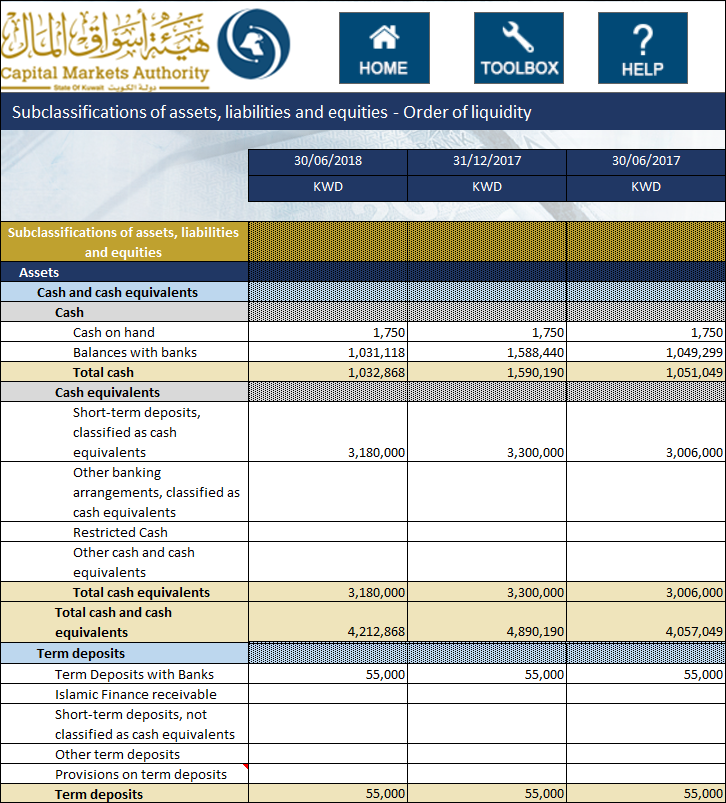 هيئة أسواق المال
Capital Markets Authority
State Of Kuwait دولة الكويت
HOME
TOOLBOX
? HELP
Subclassifications of assets, liabilities and equities - Order of liquidity
30/06/2018 31/12/2017 30/06/2017
KWD KWD KWD
Subclassifications of assets, liabilities
and equities
Assets
Cash and cash equivalents
Cash
Cash on hand 1,750 1,750 1,750
Balances with banks 1,031,118 1,588,440 1,049,299
Total cash 1,032,868 1,590,190 1,051,049
Cash equivalents
Short-term deposits,
classified as cash
equivalents 3,180,000 3,300,000 3,006,000
Other banking
arrangements, classified as
cash equivalents
Restricted Cash
Other cash and cash
equivalents
Total cash equivalents 3,180,000 3,300,000 3,006,000
Total cash and cash
equivalents 4,212,868 4,890,190 4,057,049
Term deposits
Term Deposits with Banks 55,000 55,000 55,000
Islamic Finance receivable
Short-term deposits, not
classified as cash equivalents
Other term deposits
Provisions on term deposits
Term deposits 55,000 55,000 55,000